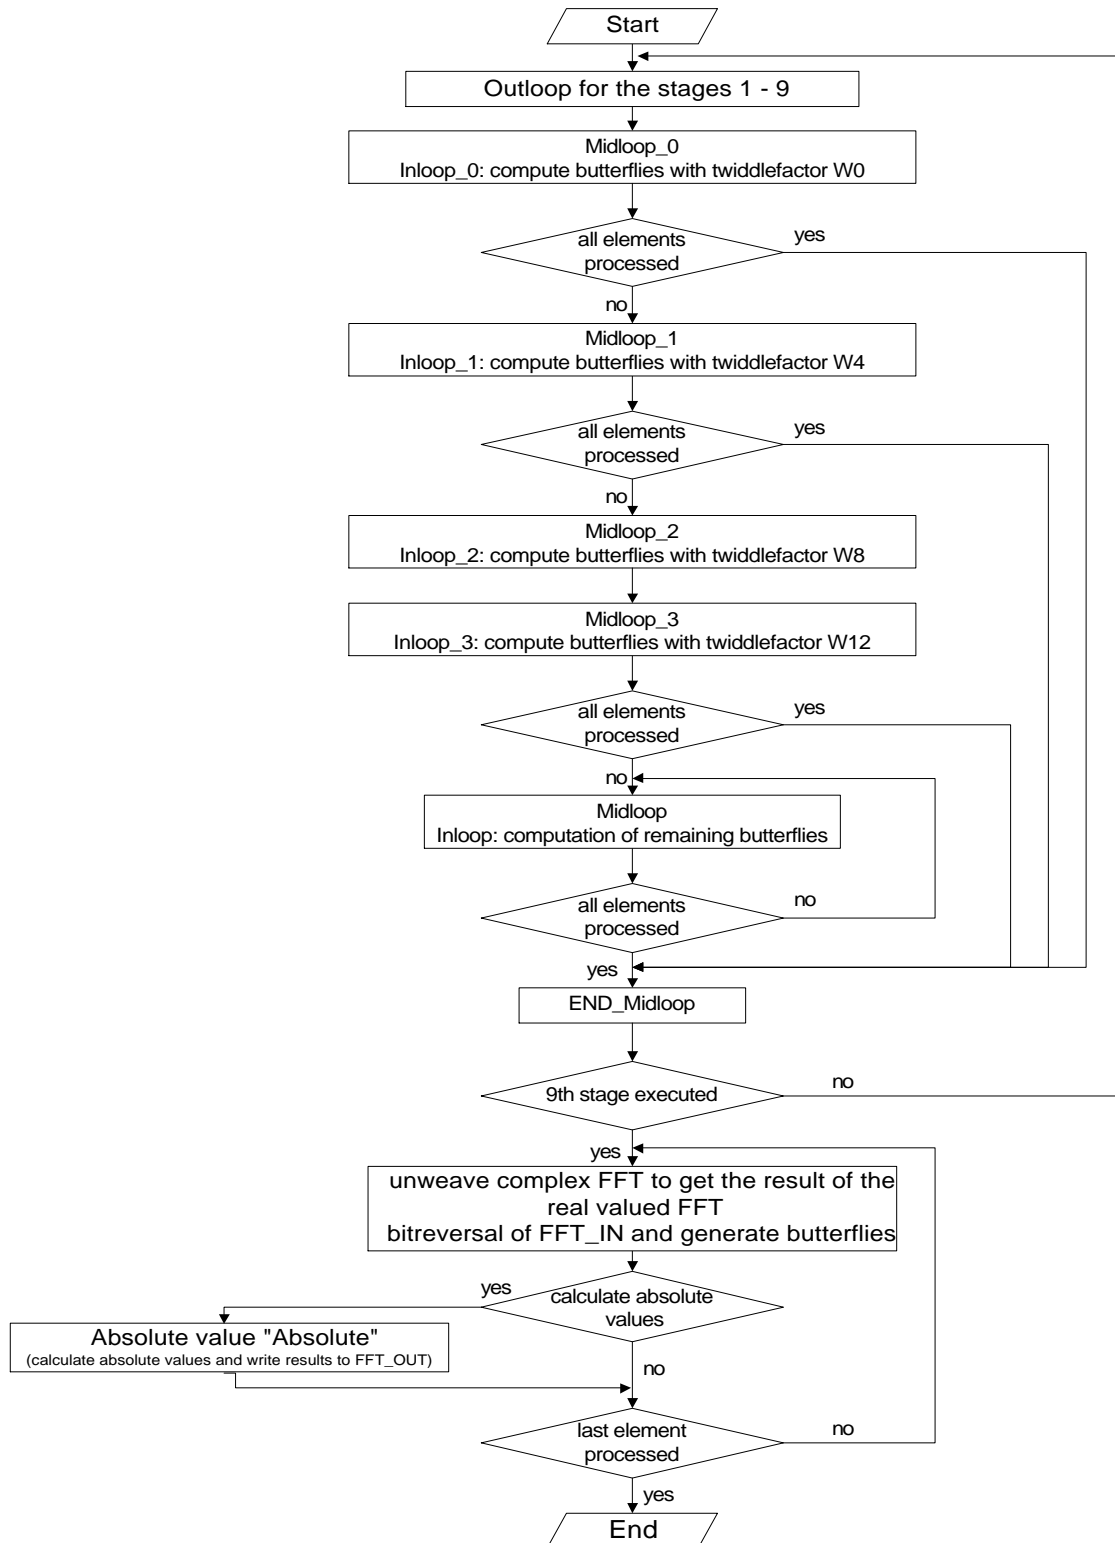 Start
Outloop for the stages 1 - 9
Midloop_0
Inloop_0: compute butterflies with twiddlefactor W0
all elements
processed
yes
no
Midloop_1
Inloop_1: compute butterflies with twiddlefactor W4
all elements
processed
yes
no
Midloop_2
Inloop_2: compute butterflies with twiddlefactor W8
Midloop_3
Inloop_3: compute butterflies with twiddlefactor W12
all elements
processed
yes
no
Midloop
Inloop: computation of remaining butterflies
all elements
processed
no
yes
END_Midloop
9th stage executed
no
yes
unweave complex FFT to get the result of the
real valued FFT
bitreversal of FFT_IN and generate butterflies
yes
calculate absolute
values
Absolute value "Absolute"
(calculate absolute values and write results to FFT_OUT)
no
last element
processed
no
yes
End